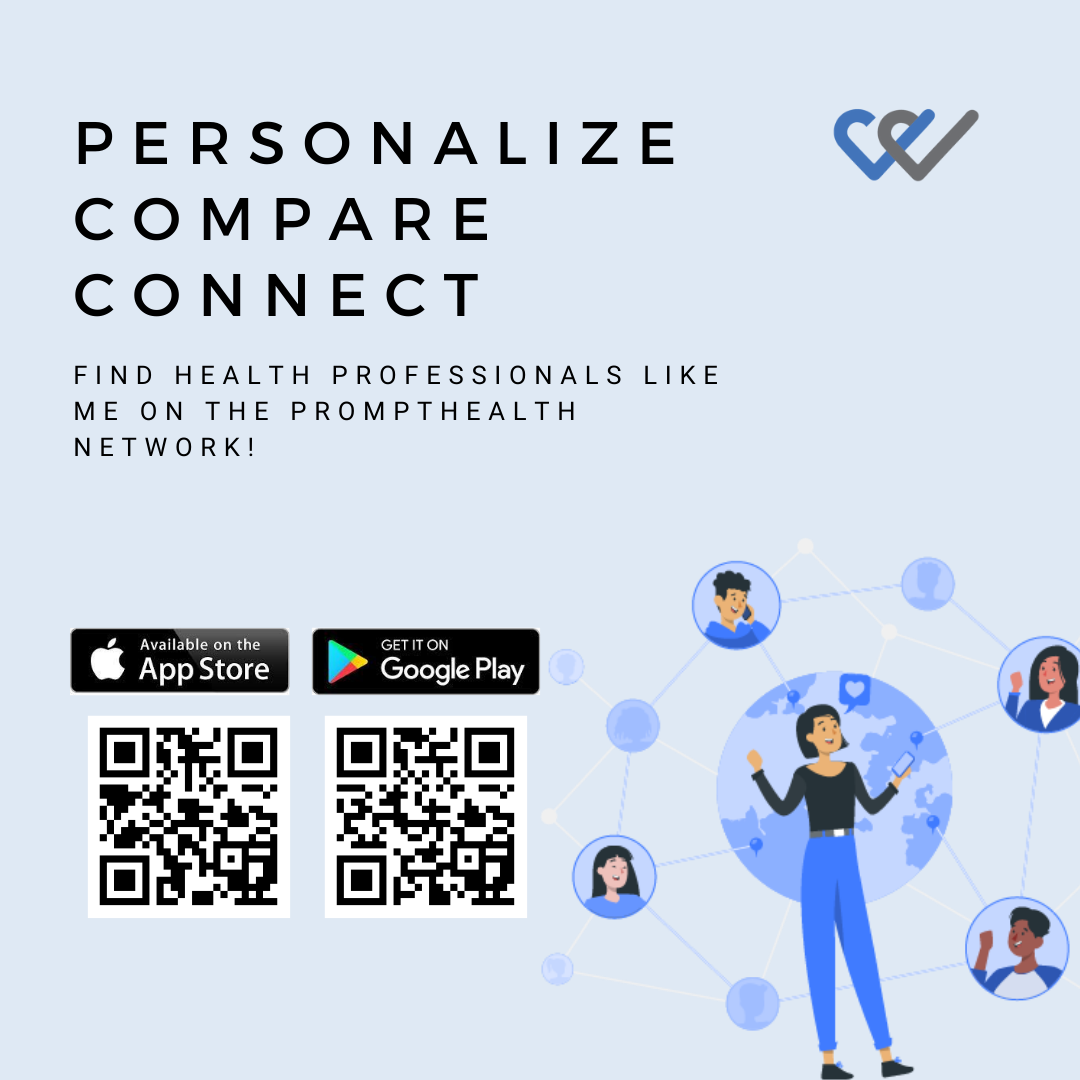 PERSONALIZE
COMPARE
CONNECT
FIND HEALTH PROFESSIONALS LIKE
ME ON THE PROMPTHEALTH
NETWORK!
Available on the
App Store
GET IT ON
Google Play